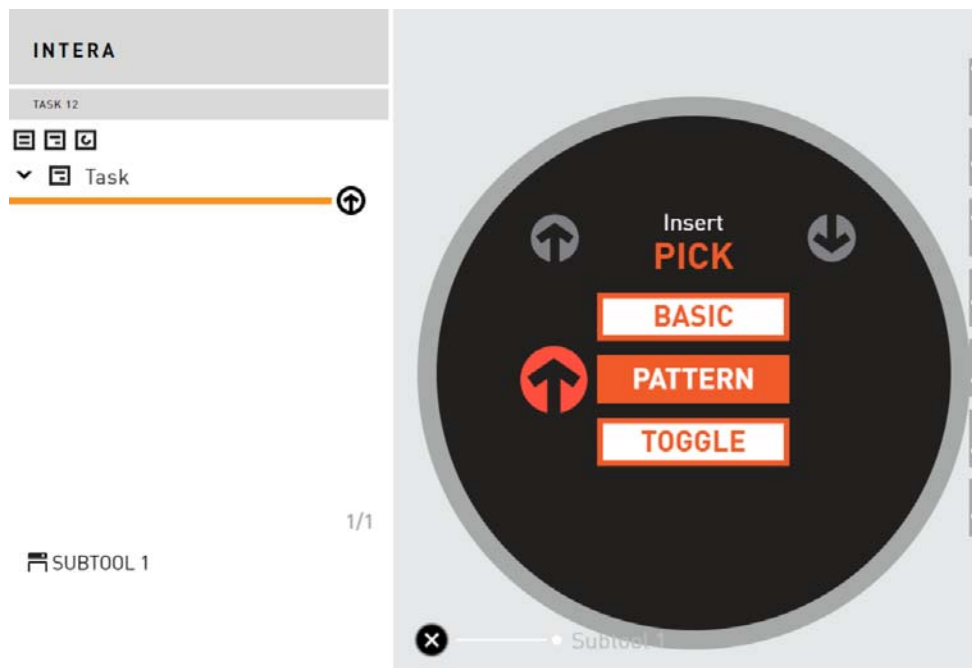 INTERA
TASK 12
Task
1/1
SUBTOOL 1
Insert
PICK
BASIC
PATTERN
TOGGLE
Subtool 1